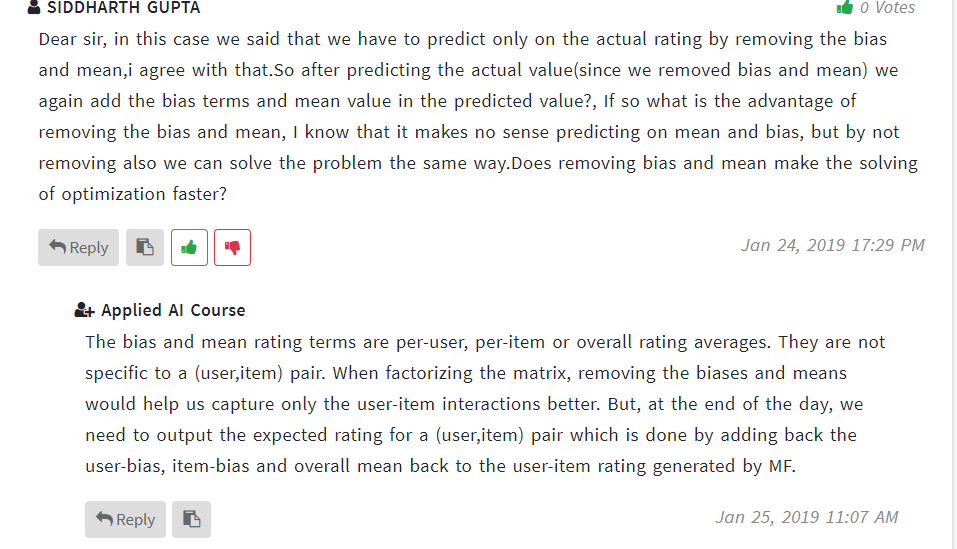 SIDDHARTH GUPTA 0 Votes
Dear sir, in this case we said that we have to predict only on the actual rating by removing the bias
and mean,i agree with that.So after predicting the actual value(since we removed bias and mean) we
again add the bias terms and mean value in the predicted value?, If so what is the advantage of
removing the bias and mean, I know that it makes no sense predicting on mean and bias, but by not
removing also we can solve the problem the same way.Does removing bias and mean make the solving
of optimization faster?
Reply Jan 24, 2019 17:29 PM
Applied AI Course
The bias and mean rating terms are per-user, per-item or overall rating averages. They are not
specific to a (user,item) pair. When factorizing the matrix, removing the biases and means
would help us capture only the user-item interactions better. But, at the end of the day, we
need to output the expected rating for a (user,item) pair which is done by adding back the
user-bias, item-bias and overall mean back to the user-item rating generated by MF.
Reply Jan 25, 2019 11:07 AM